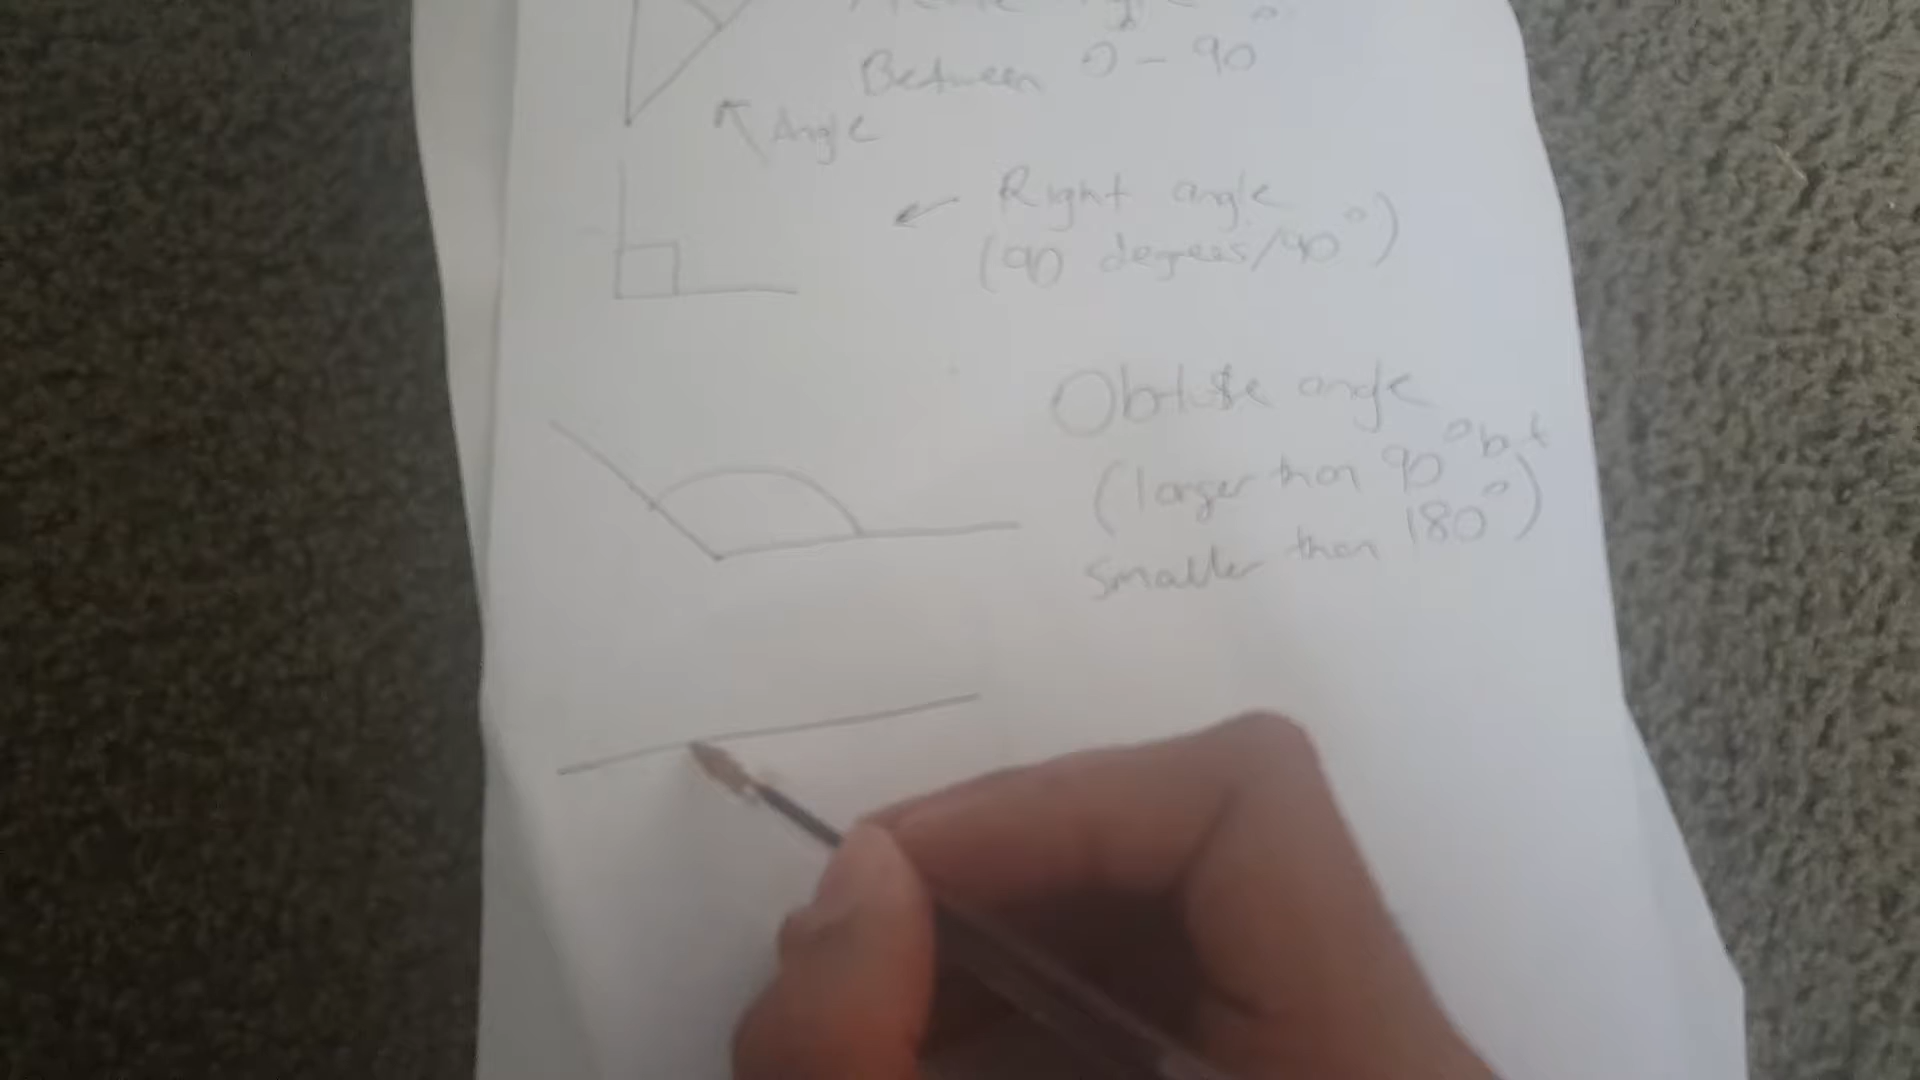 Between 0 - 90°
Angle
Right angle
(90 degrees/90°)
Obtuse angle
(larger than 90° but
smaller than 180°)